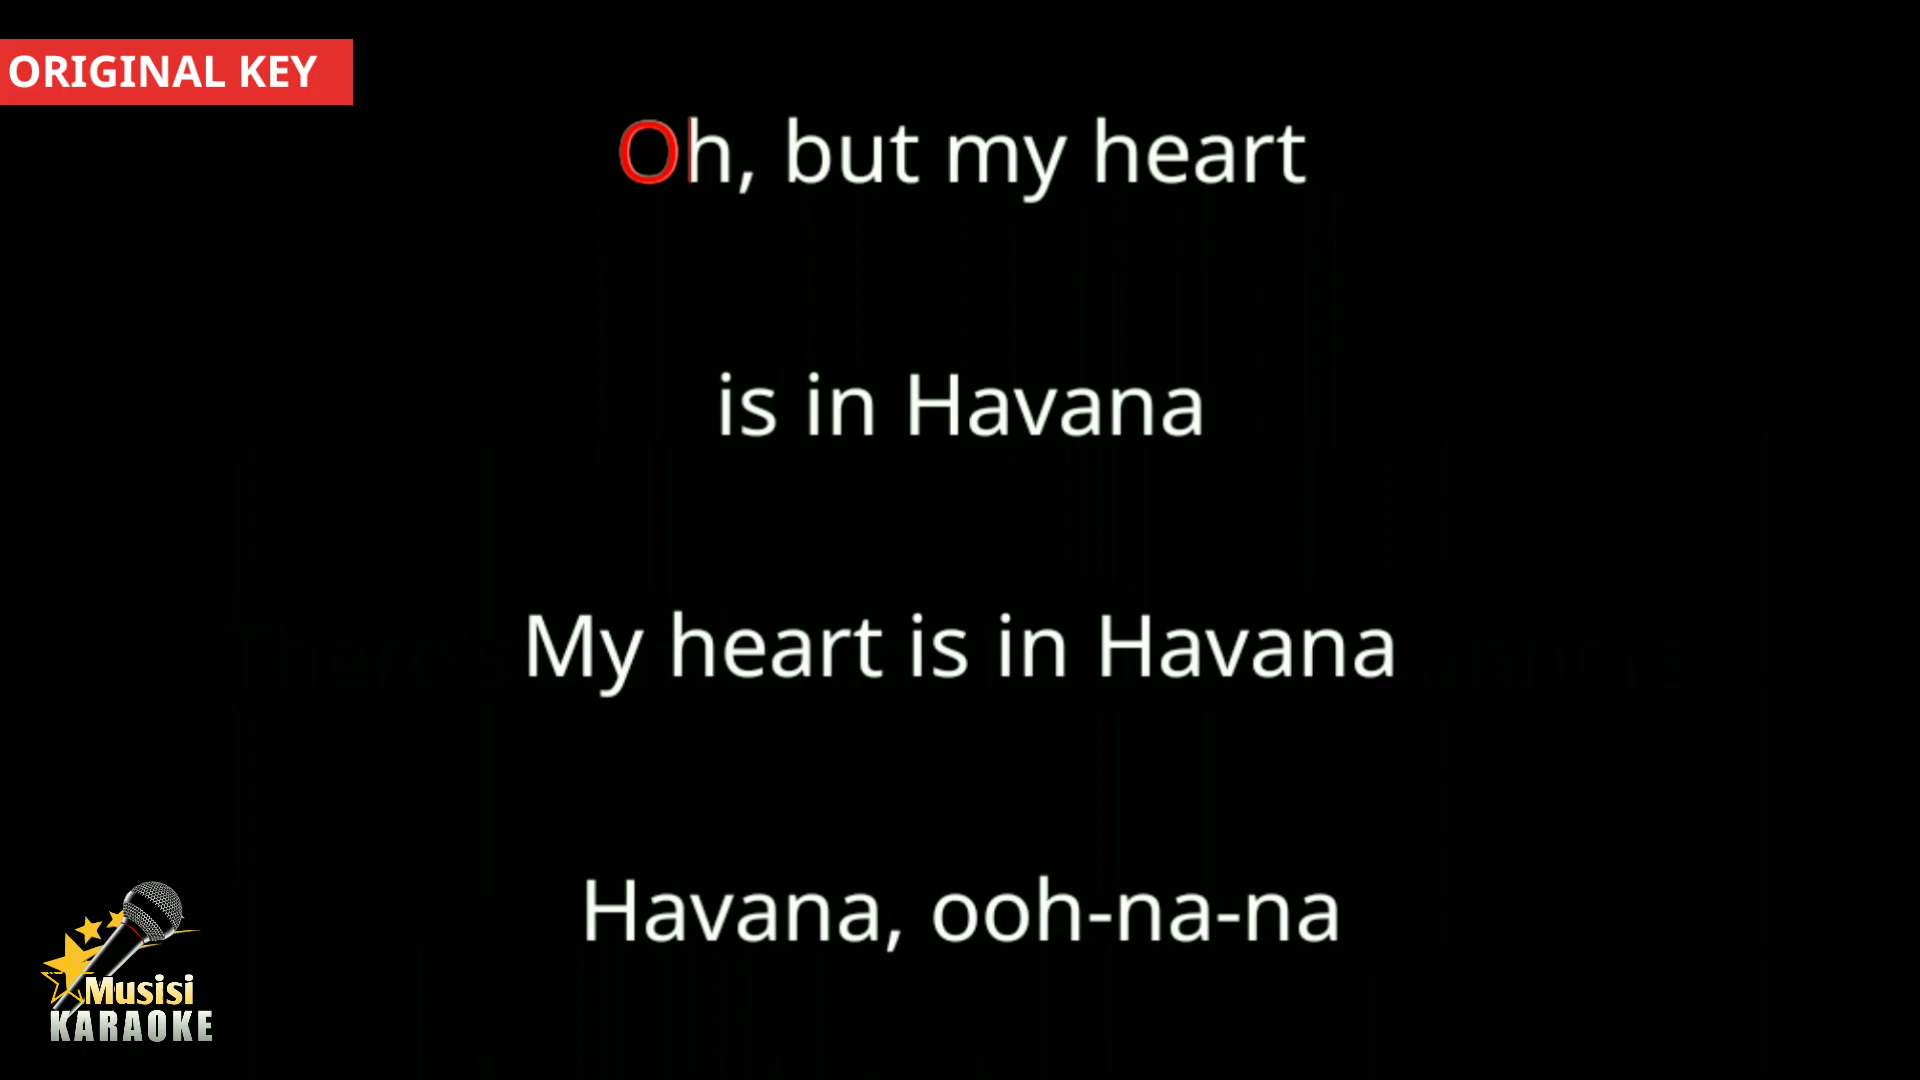 ORIGINAL KEY
Oh, but my heart
is in Havana
My heart is in Havana
Havana, ooh-na-na
Musisi
KARAOKE